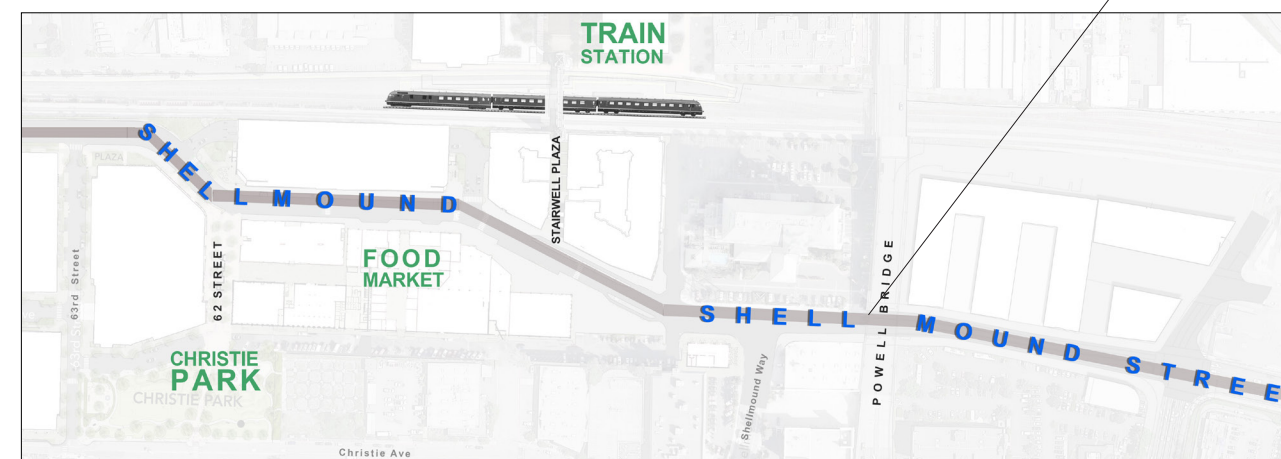 TRAIN
STATION
PLAZA
SHELLMOUND
STAIRWELL PLAZA
63rd Street
62 STREET
FOOD
MARKET
POWELL BRIDGE
SHELL MOUND STREE
CHRISTIE
PARK
CHRISTIE PARK
Shellmound Way
Christie Ave